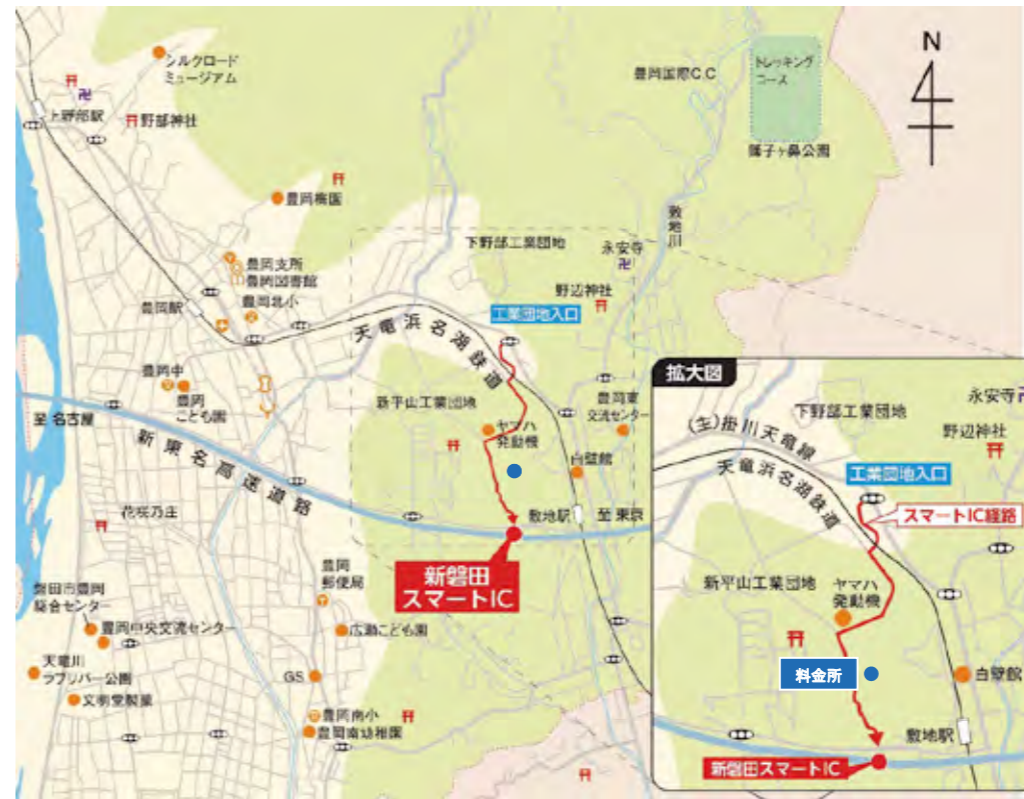 シルクロード
ミュージアム
上野部駅
野部神社
豊岡梅園
豊岡支所
豊岡図書館
豊岡北小
豊岡駅
豊岡中
豊岡
こども園
至 名古屋
新東名高速道路
花咲乃庄
磐田市豊岡
総合センター
豊岡中央交流センター
天竜川
ラブリバー公園
文明堂製菓
豊岡
郵便局
広瀬こども園
GS
豊岡南小
豊岡南幼稚園
豊岡国際C.C
トレッキング
コース
獅子ヶ鼻公園
敷地川
N
下野部工業団地
永安寺
野辺神社
工業団地入口
天竜浜名湖鉄道
新平山工業団地
ヤマハ
発動機
豊岡東
交流センター
白壁館
敷地駅
至 東京
新磐田
スマートIC
拡大図
永安寺
下野部工業団地
野辺神社
(主)掛川天竜線
天竜浜名湖鉄道
工業団地入口
スマートIC経路
新平山工業団地
ヤマハ
発動機
料金所
白壁館
敷地駅
新磐田スマートIC